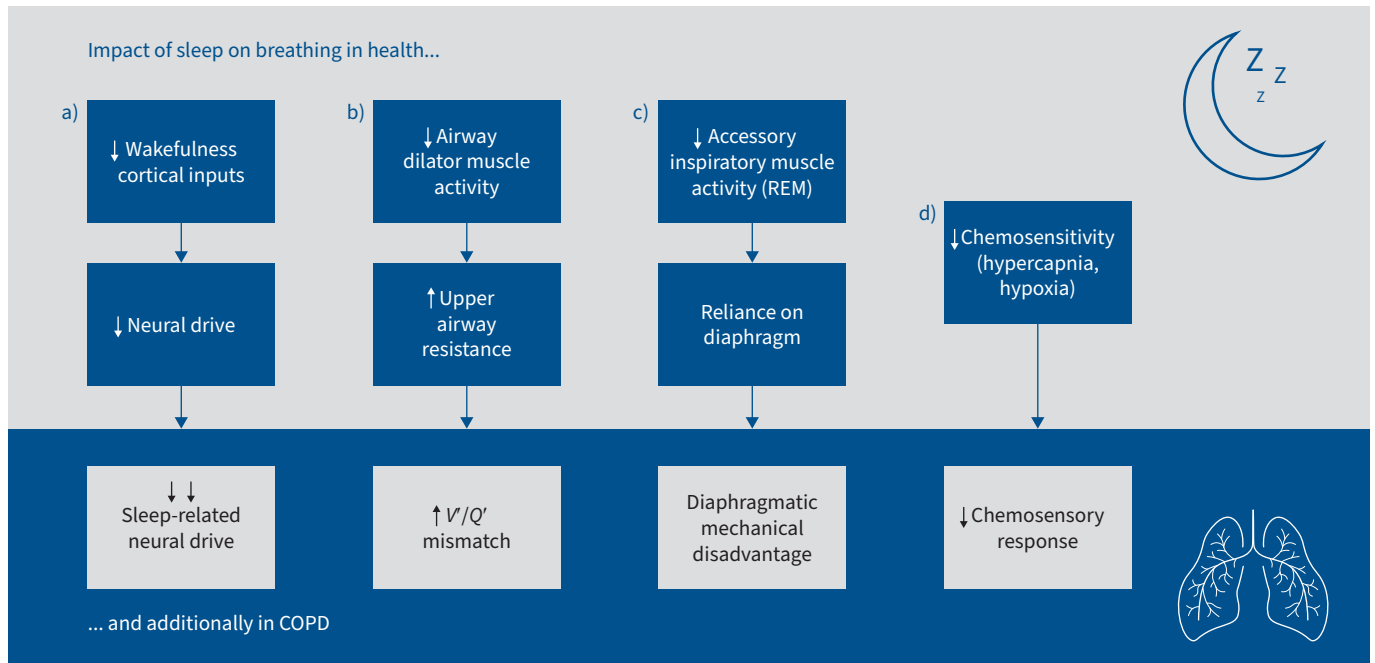 Impact of sleep on breathing in health...
Z
Z
Z
a)
↓ Wakefulness
cortical inputs
↓ Neural drive
b)
↓ Airway
dilator muscle
activity
↑ Upper
airway
resistance
c)
↓ Accessory
inspiratory muscle
activity (REM)
Reliance on
diaphragm
d)
↓ Chemosensitivity
(hypercapnia,
hypoxia)
↓ ↓
Sleep-related
neural drive
↑ V′/Q′
mismatch
Diaphragmatic
mechanical
disadvantage
↓ Chemosensory
response
... and additionally in COPD